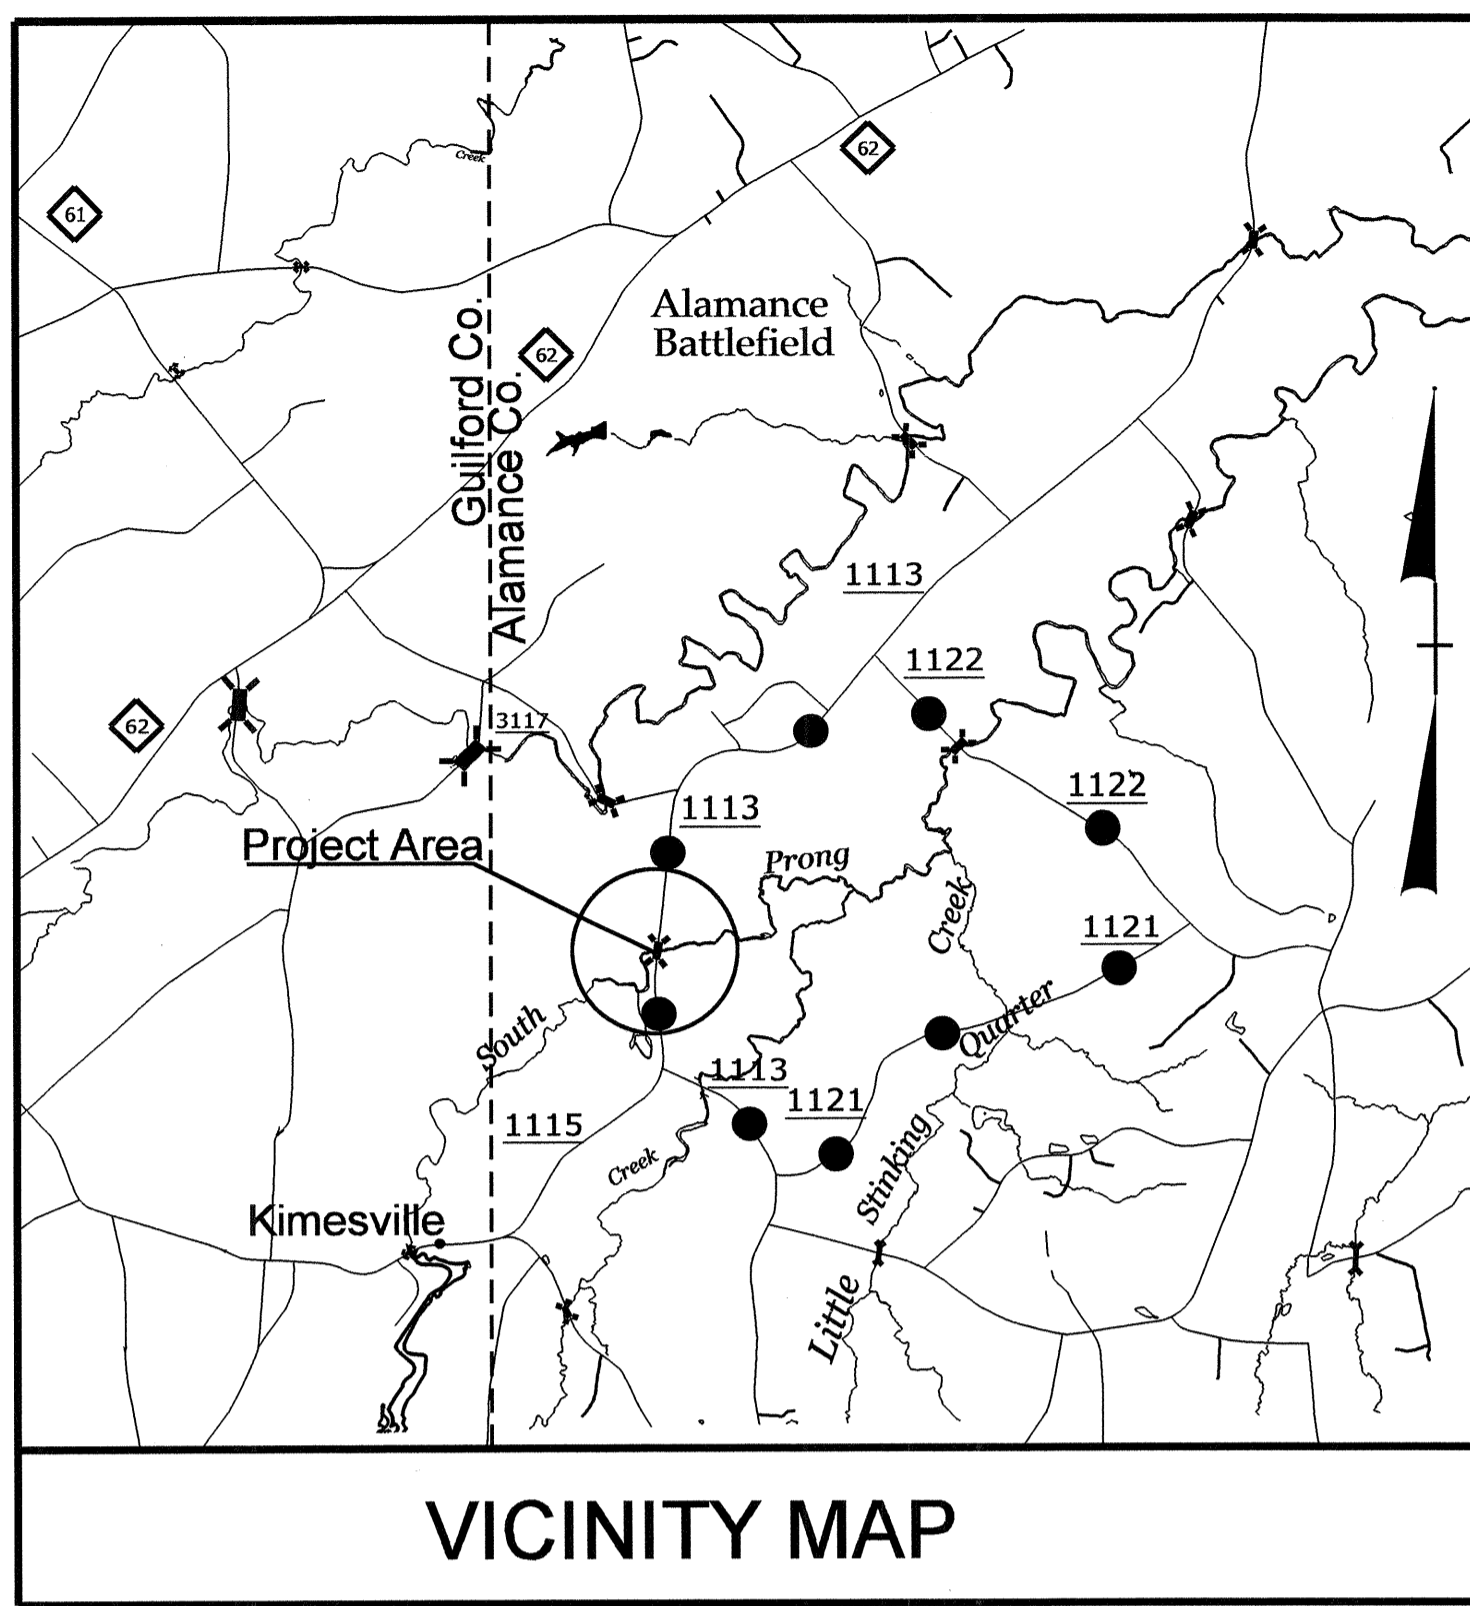 Creek
62
61
Alamance
Battlefield
Guilford Co.
Alamance Co.
62
1113
1122
62
3117
1122
1113
Project Area
Prong
Creek
1121
South
Quarter
1113
1121
1115
Creek
Stinking
Kimesville
Little
VICINITY MAP